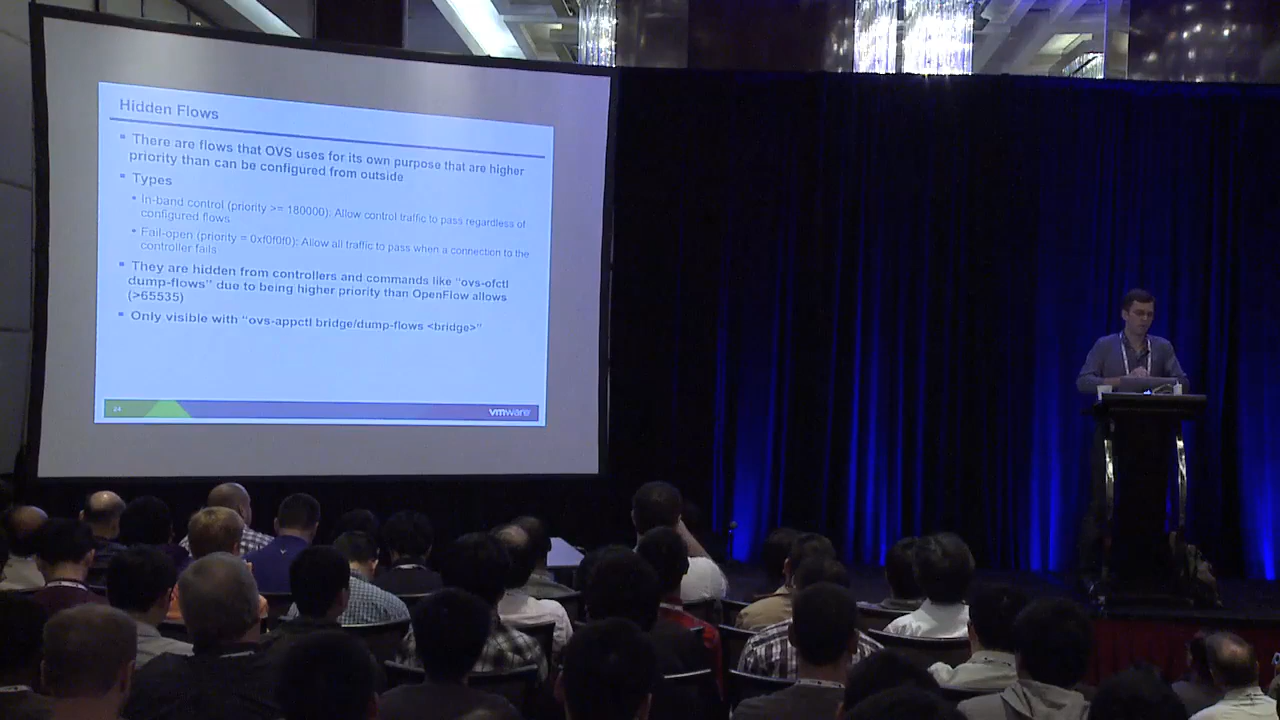 Hidden Flows
There are flows that OVS uses for its own purpose that are higher
priority than can be configured from outside
Types
In-band control (priority >= 180000): Allow control traffic to pass regardless of
configured flows
Fail-open (priority = 0xf0f0f0): Allow all traffic to pass when a connection to the
controller fails
They are hidden from controllers and commands like "ovs-ofctl
dump-flows" due to being higher priority than OpenFlow allows
(>65535)
Only visible with "ovs-appctl bridge/dump-flows <bridge>"
24
vmware